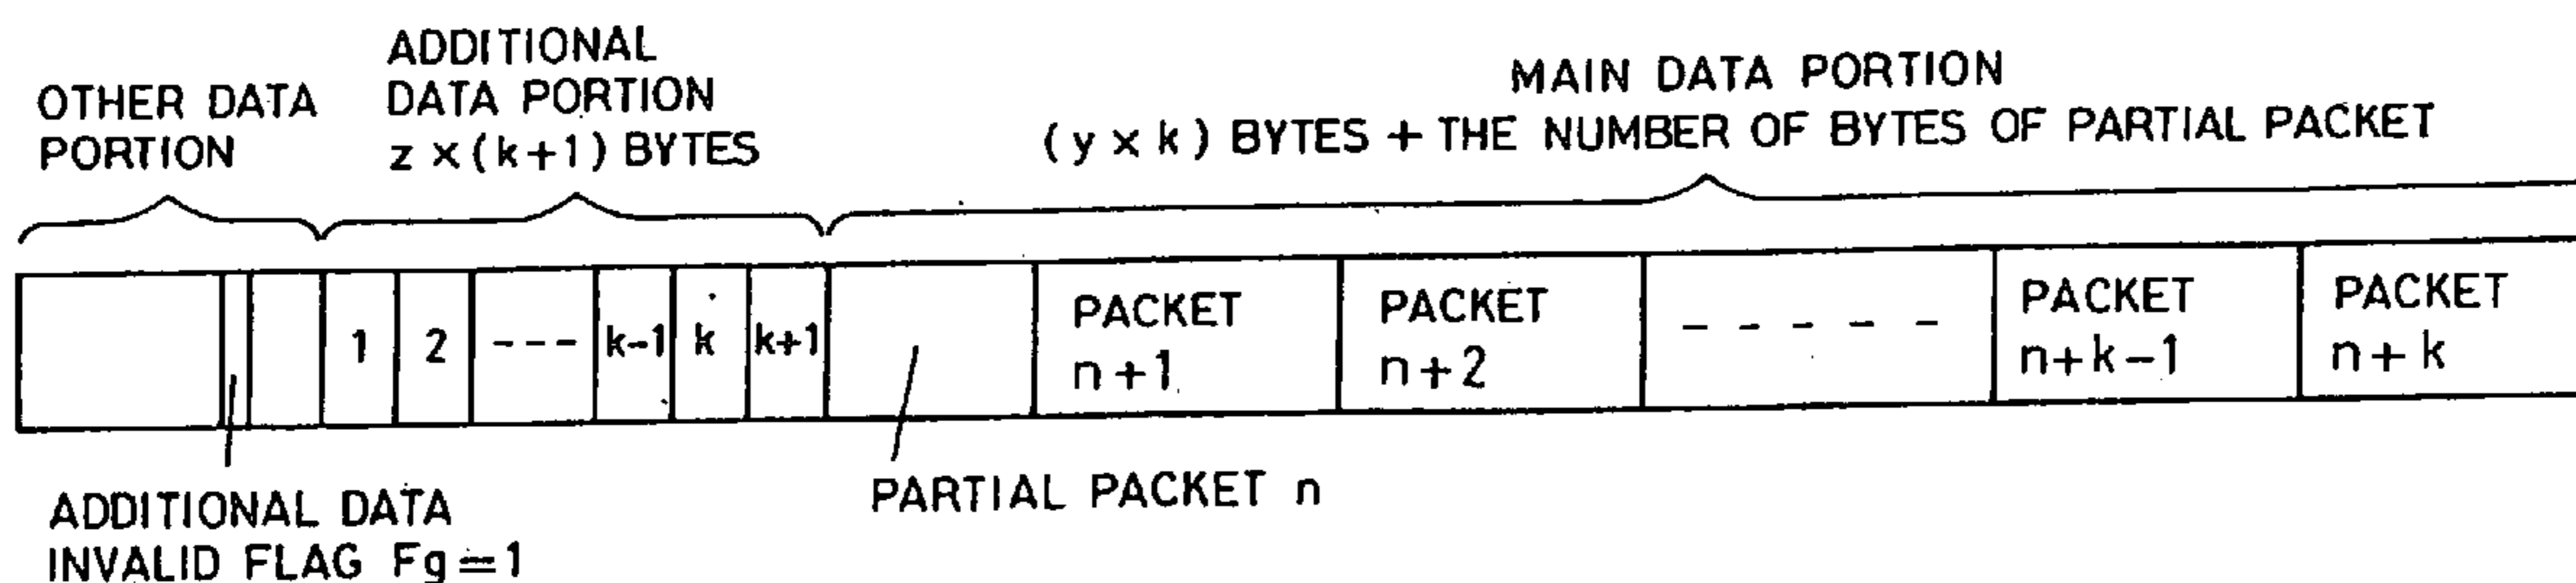 OTHER DATA
PORTION
ADDITIONAL
DATA PORTION
z × (k+1) BYTES
MAIN DATA PORTION
( y × k ) BYTES + THE NUMBER OF BYTES OF PARTIAL PACKET
1
2
---
k-1
k
k+1
PACKET
n+1
PACKET
n+2
-----
PACKET
n+k-1
PACKET
n+k
ADDITIONAL DATA
INVALID FLAG Fg=1
PARTIAL PACKET n